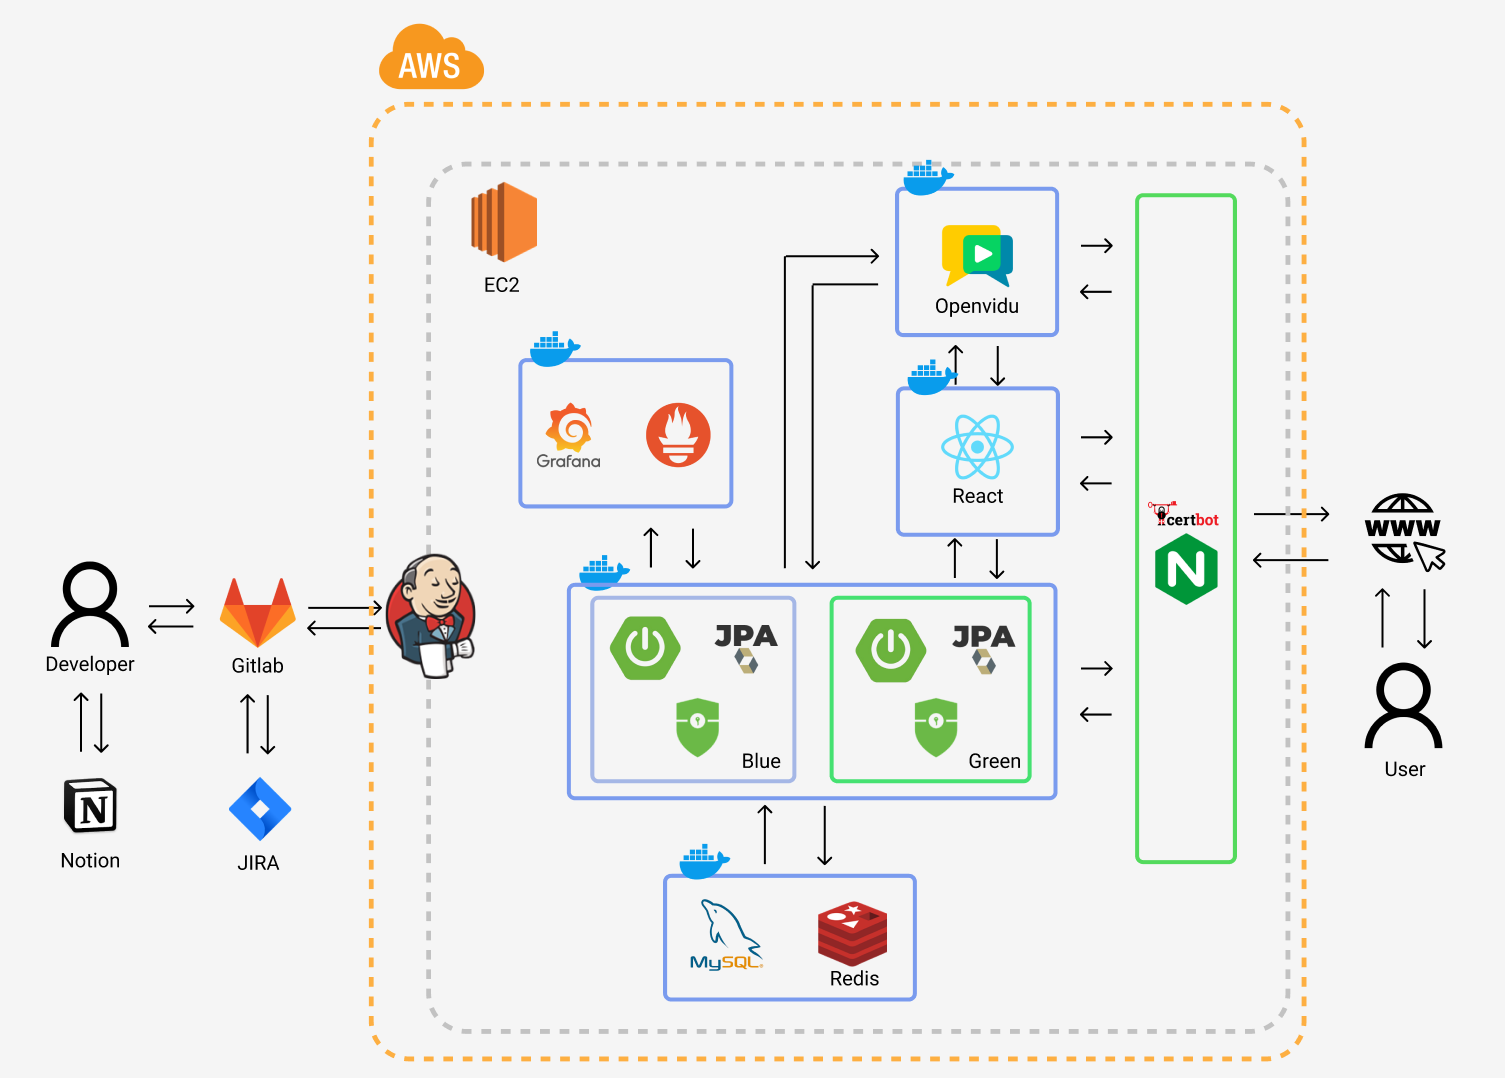 AWS
EC2
Openvidu
Grafana
React
certbot
N
WWW
Developer
Gitlab
JPA
JPA
Blue
Green
User
N
Notion
JIRA
MySQL®
Redis